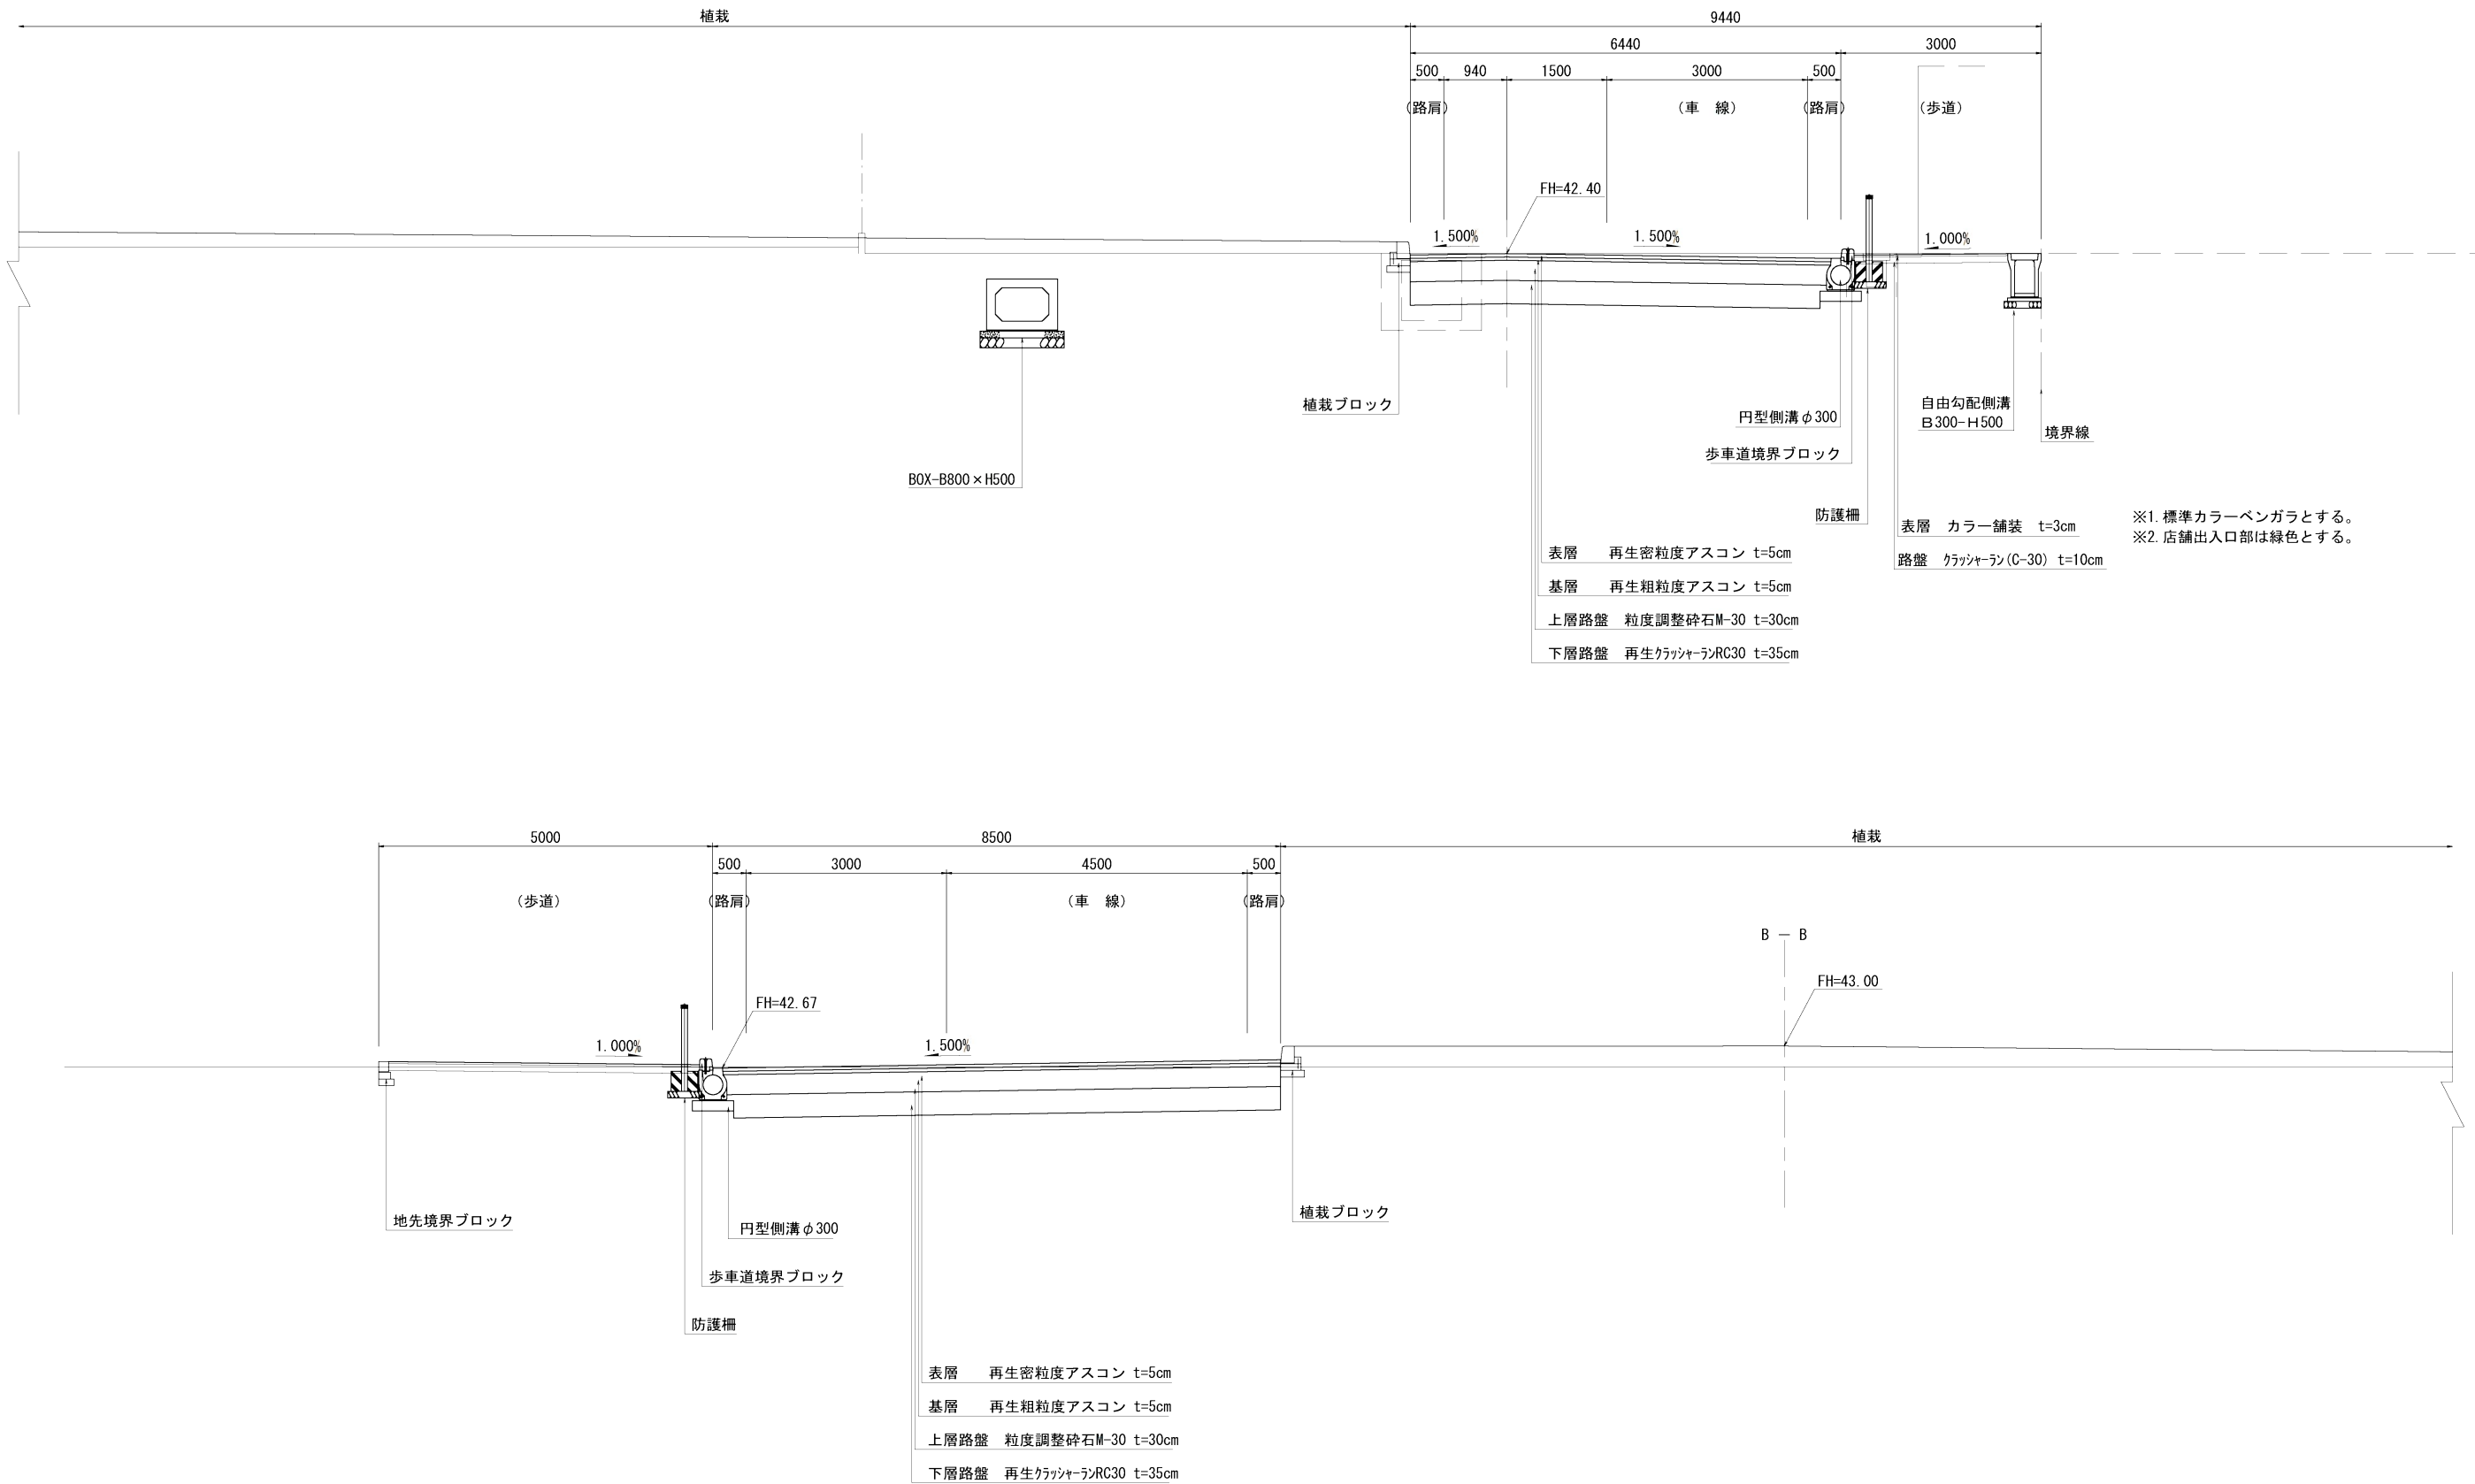 植栽
9440
6440
3000
500
940
1500
3000
500
(路肩)
(車 線)
(路肩)
(歩道)
FH=42.40
1.500%
1.500%
1.000%
植栽ブロック
円型側溝φ300
自由勾配側溝
B300-H500
境界線
歩車道境界ブロック
BOX-B800×H500
防護柵
表層 カラー舗装 t=3cm
路盤 クラッシャーラン(C-30) t=10cm
※1.標準カラーベンガラとする。
※2.店舗出入口部は緑色とする。
表層 再生密粒度アスコン t=5cm
基層 再生粗粒度アスコン t=5cm
上層路盤 粒度調整砕石M-30 t=30cm
下層路盤 再生クラッシャーランRC30 t=35cm
5000
8500
植栽
500
3000
4500
500
(歩道)
(路肩)
(車 線)
(路肩)
B — B
FH=42.67
FH=43.00
1.000%
1.500%
地先境界ブロック
円型側溝φ300
植栽ブロック
歩車道境界ブロック
防護柵
表層 再生密粒度アスコン t=5cm
基層 再生粗粒度アスコン t=5cm
上層路盤 粒度調整砕石M-30 t=30cm
下層路盤 再生クラッシャーランRC30 t=35cm